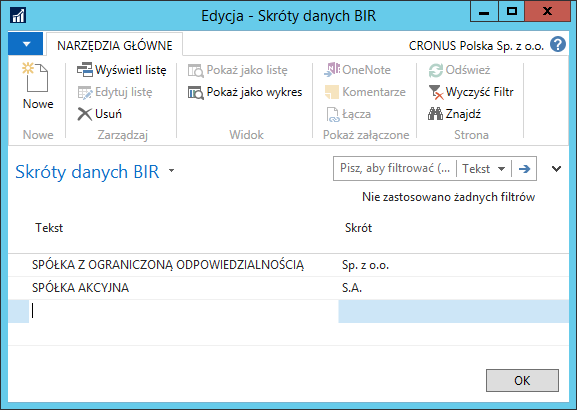 Edycja - Skróty danych BIR
NARZĘDZIA GŁÓWNE
CRONUS Polska Sp. z o.o.
Nowe
Wyświetl listę
Edytuj listę
Usuń
Pokaż jako listę
Pokaż jako wykres
OneNote
Komentarze
Łącza
Odśwież
Wyczyść Filtr
Znajdź
Nowe
Zarządzaj
Widok
Pokaż załączone
Strona
Skróty danych BIR
Pisz, aby filtrować (... Tekst
Nie zastosowano żadnych filtrów
Tekst Skrót
SPÓŁKA Z OGRANICZONĄ ODPOWIEDZIALNOŚCIĄ Sp. z o.o.
SPÓŁKA AKCYJNA S.A.
OK